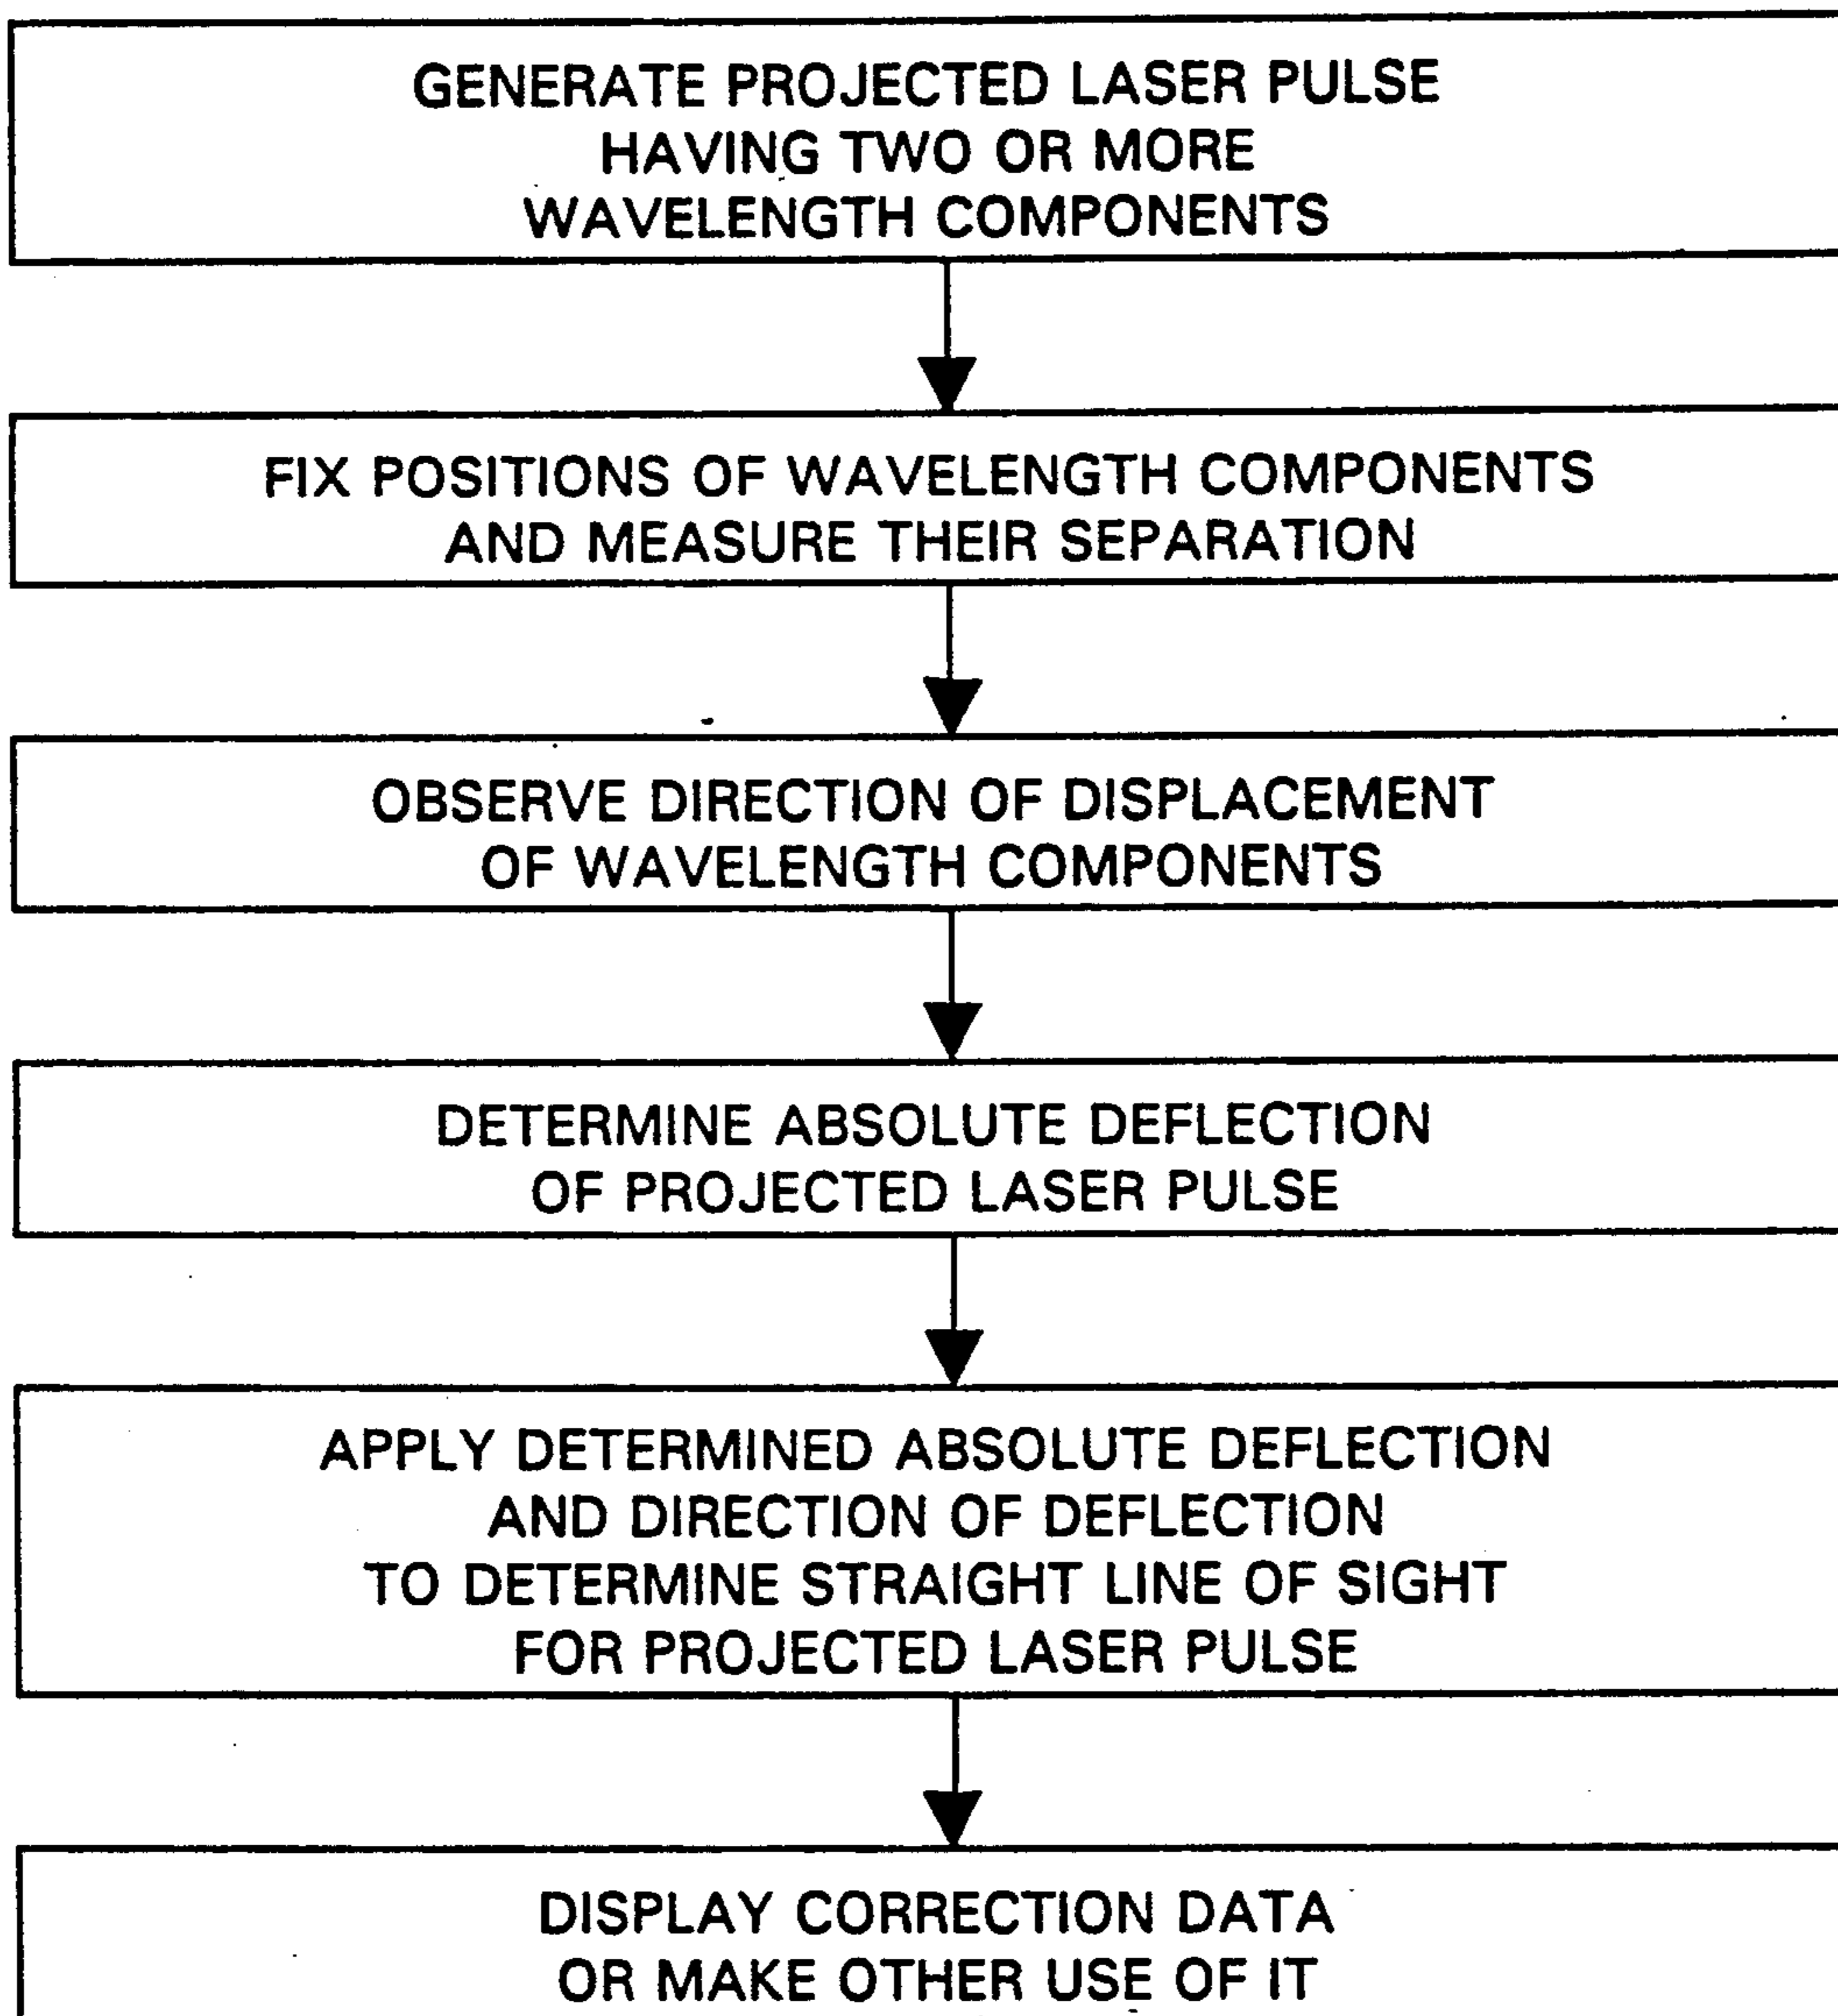 GENERATE PROJECTED LASER PULSE
HAVING TWO OR MORE
WAVELENGTH COMPONENTS
FIX POSITIONS OF WAVELENGTH COMPONENTS
AND MEASURE THEIR SEPARATION
OBSERVE DIRECTION OF DISPLACEMENT
OF WAVELENGTH COMPONENTS
DETERMINE ABSOLUTE DEFLECTION
OF PROJECTED LASER PULSE
APPLY DETERMINED ABSOLUTE DEFLECTION
AND DIRECTION OF DEFLECTION
TO DETERMINE STRAIGHT LINE OF SIGHT
FOR PROJECTED LASER PULSE
DISPLAY CORRECTION DATA
OR MAKE OTHER USE OF IT